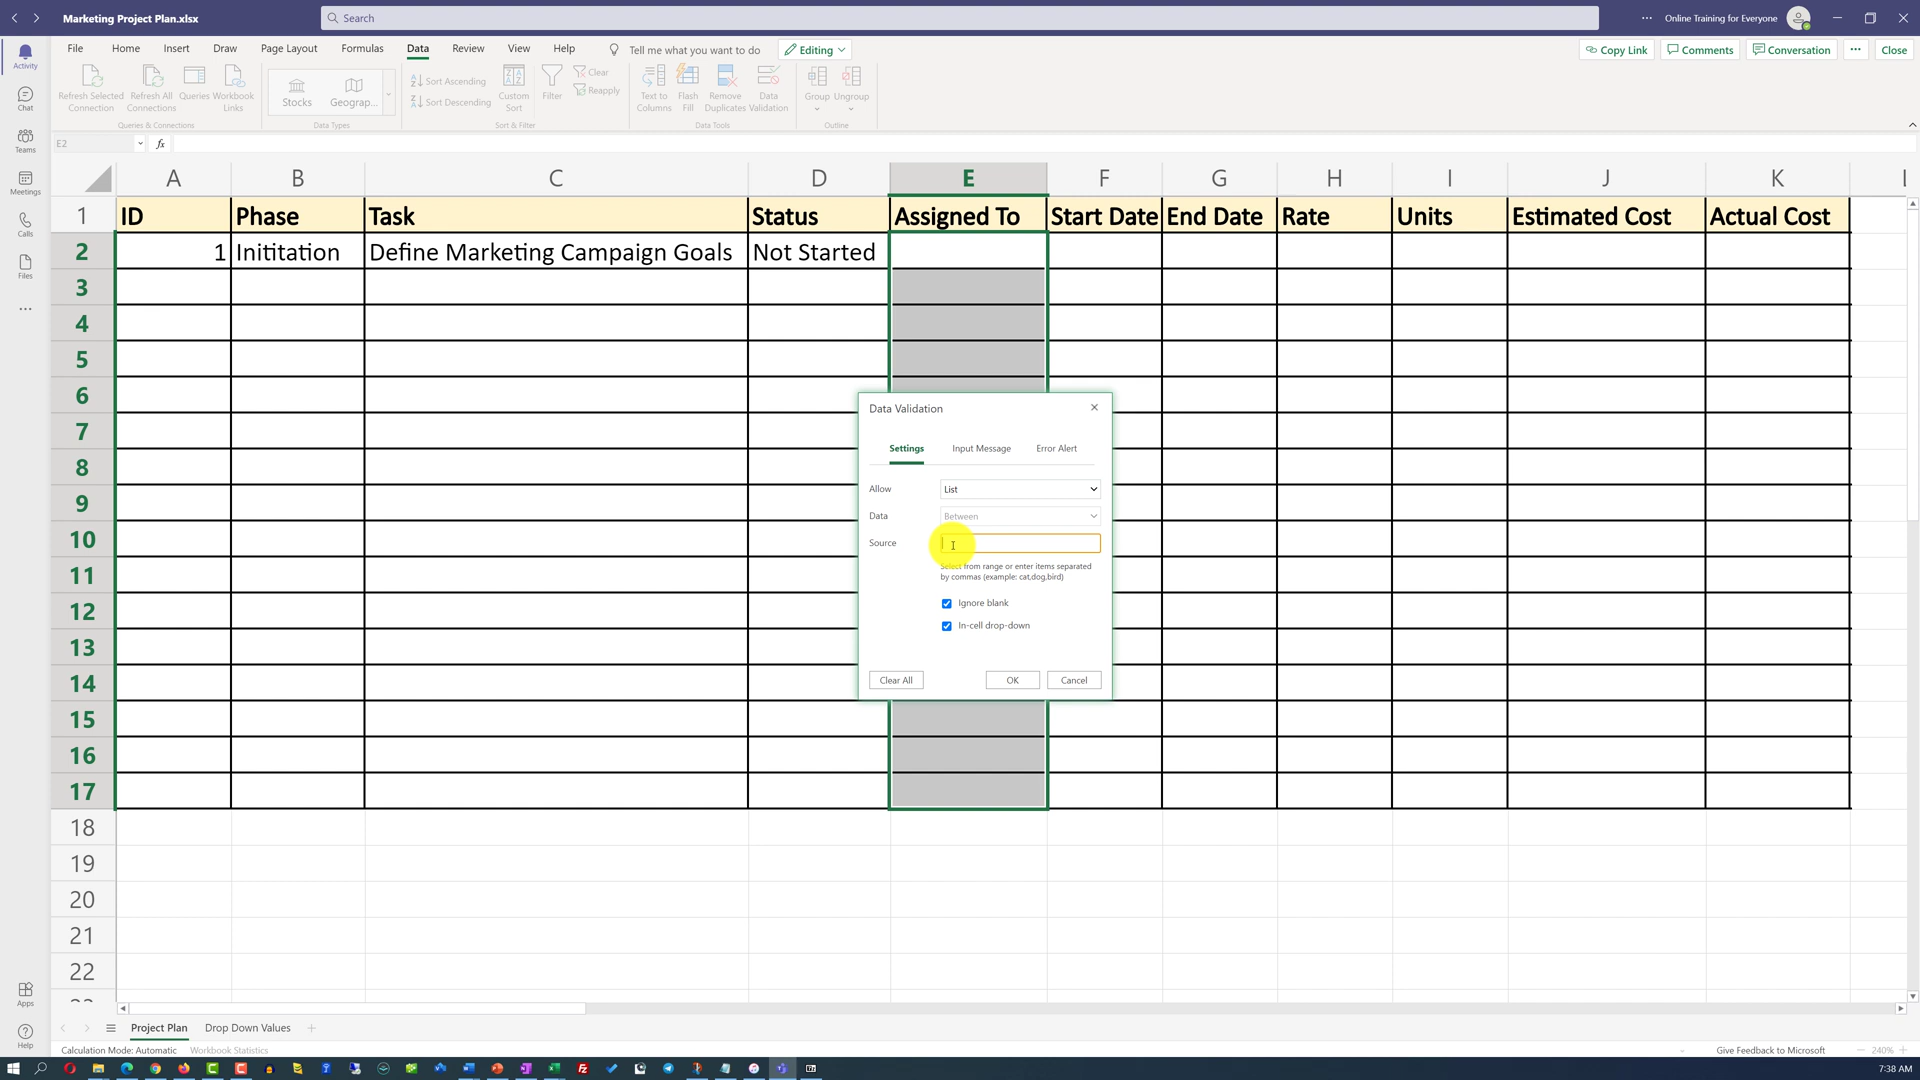 Marketing Project Plan.xlsx
Search
Online Training for Everyone
File Home Insert Draw Page Layout Formulas Data Review View Help Tell me what you want to do Editing
Copy Link Comments Conversation Close
Refresh Selected Connection
Refresh All Connections
Queries
Workbook Links
Queries & Connections
Stocks
Geograp...
Data Types
Sort Ascending
Sort Descending
Custom Sort
Filter
Clear
Reapply
Sort & Filter
Text to Columns
Flash Fill
Remove Duplicates
Data Validation
Data Tools
Group
Ungroup
Outline
E2
fx
A B C D E F G H I J K L
1 ID Phase Task Status Assigned To Start Date End Date Rate Units Estimated Cost Actual Cost
2 1 Inititation Define Marketing Campaign Goals Not Started
3
4
5
6
7
8
9
10
11
12
13
14
15
16
17
18
19
20
21
22
Data Validation
Settings Input Message Error Alert
Allow List
Data Between
Source
Select from range or enter items separated
by commas (example: cat,dog,bird)
Ignore blank
In-cell drop-down
Clear All OK Cancel
Activity
Chat
Teams
Meetings
Calls
Files
Apps
Help
Project Plan Drop Down Values
Calculation Mode: Automatic Workbook Statistics
Give Feedback to Microsoft 240%
7:38 AM